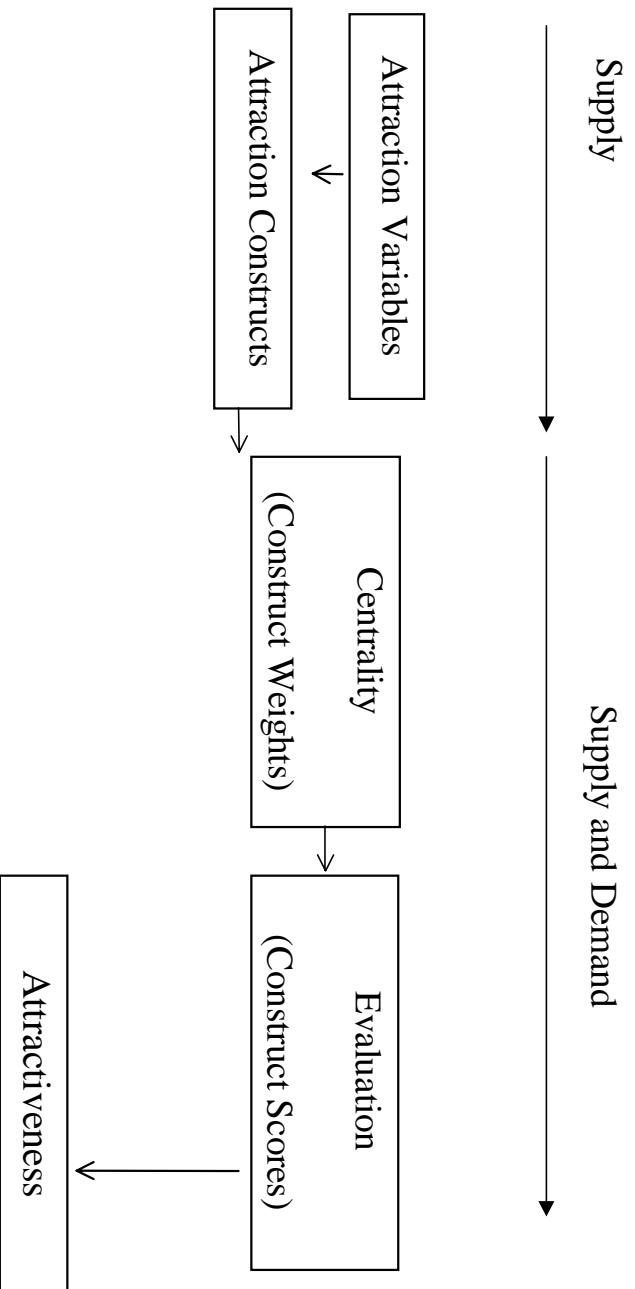 Supply
Supply and Demand
Attraction Variables
Attraction Constructs
Centrality
(Construct Weights)
Evaluation
(Construct Scores)
Attractiveness